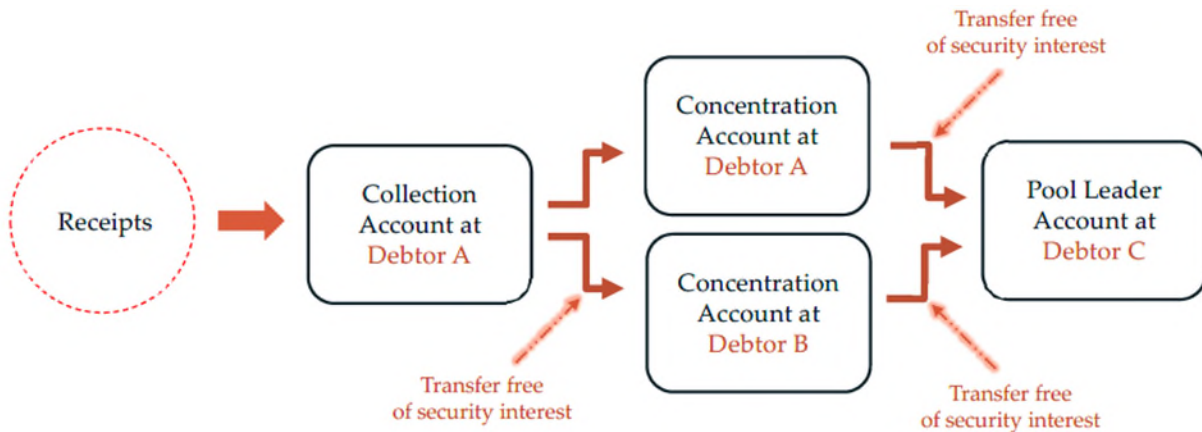 Receipts
Collection
Account at
Debtor A
Transfer free
of security interest
Concentration
Account at
Debtor A
Concentration
Account at
Debtor B
Transfer free
of security interest
Pool Leader
Account at
Debtor C
Transfer free
of security interest